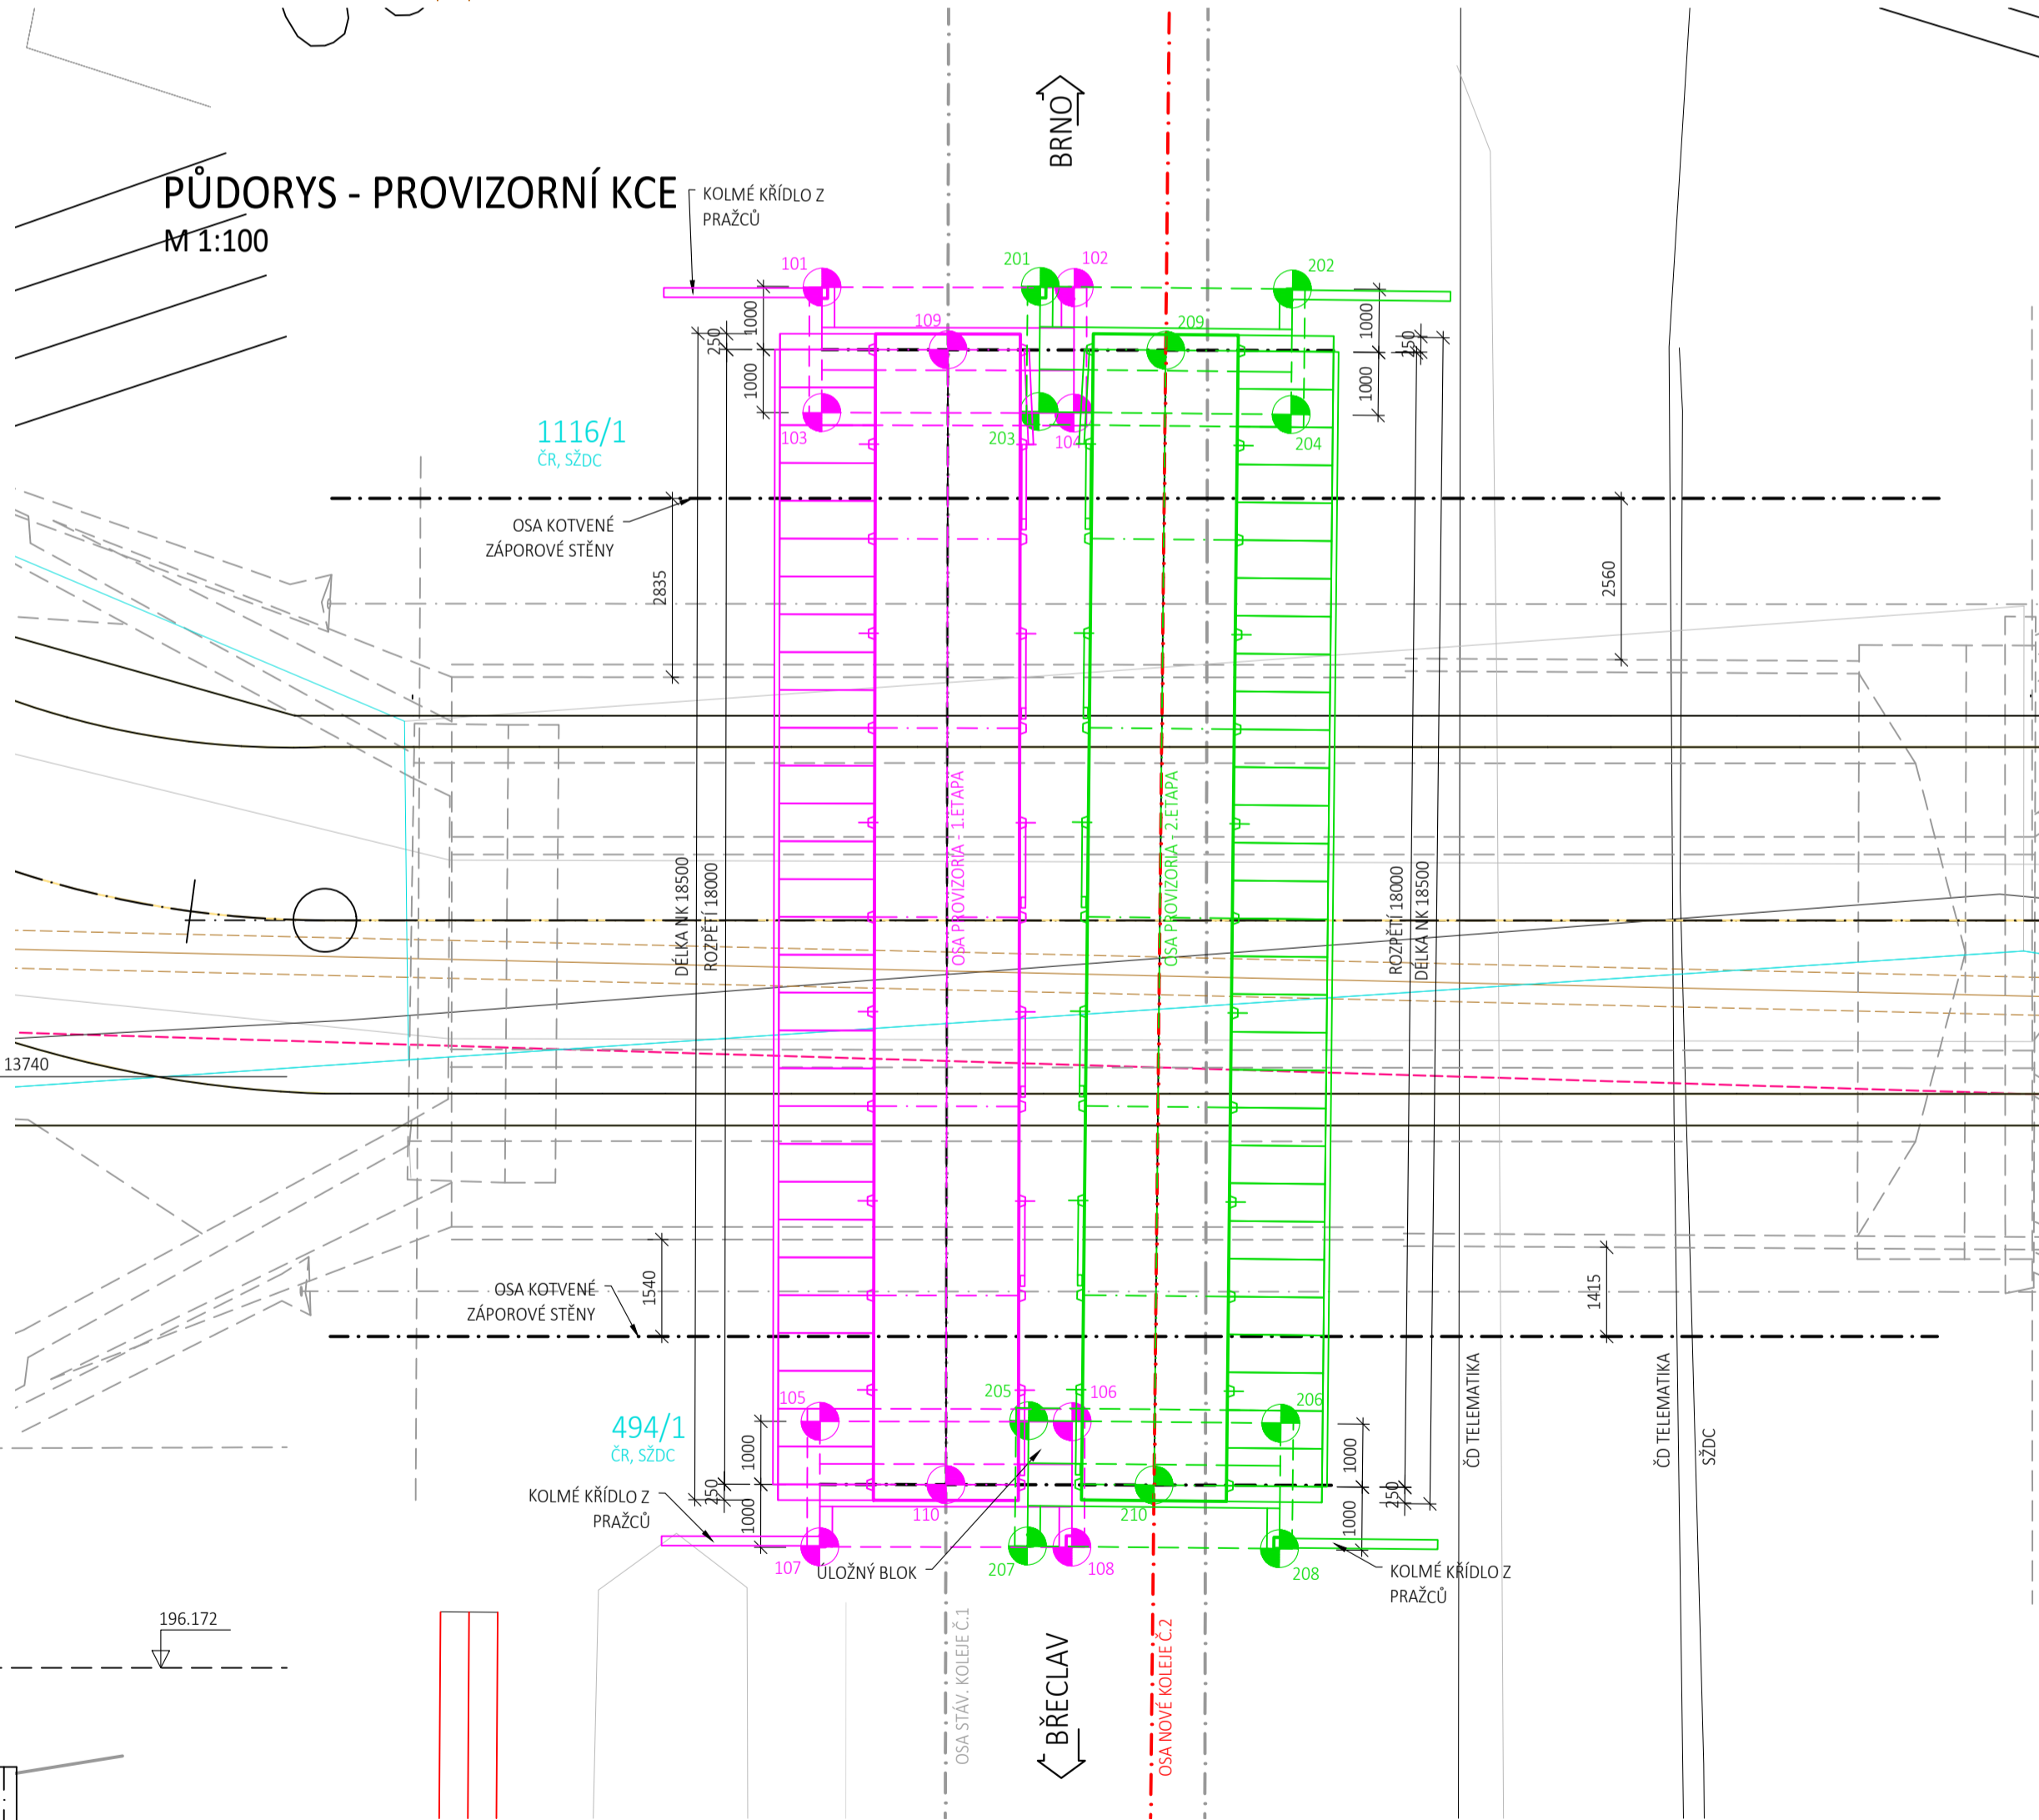 BRNO
PŮDORYS - PROVIZORNÍ KCE
M 1:100
KOLMÉ KŘÍDLO Z
PRAŽCŮ
101
201
102
202
1000
250
109
209
1000
250
1000
1000
103
203
104
204
1116/1
ČR, SŽDC
OSA KOTVENÉ
ZÁPOROVÉ STĚNY
2835
2560
DÉLKA NK 18500
ROZPĚTÍ 18000
OSA PROVIZORIA - 1.ETAPA
OSA PROVIZORIA - 2.ETAPA
ROZPĚTÍ 18000
DÉLKA NK 18500
13740
1540
1415
OSA KOTVENÉ
ZÁPOROVÉ STĚNY
ČD TELEMATIKA
ČD TELEMATIKA
SŽDC
105
205
106
206
494/1
ČR, SŽDC
1000
1000
250
250
KOLMÉ KŘÍDLO Z
PRAŽCŮ
1000
110
210
1000
107
ÚLOŽNÝ BLOK
207
108
208
KOLMÉ KŘÍDLO Z
PRAŽCŮ
196.172
OSA STÁV. KOLEJE Č.1
BŘECLAV
OSA NOVÉ KOLEJE Č.2